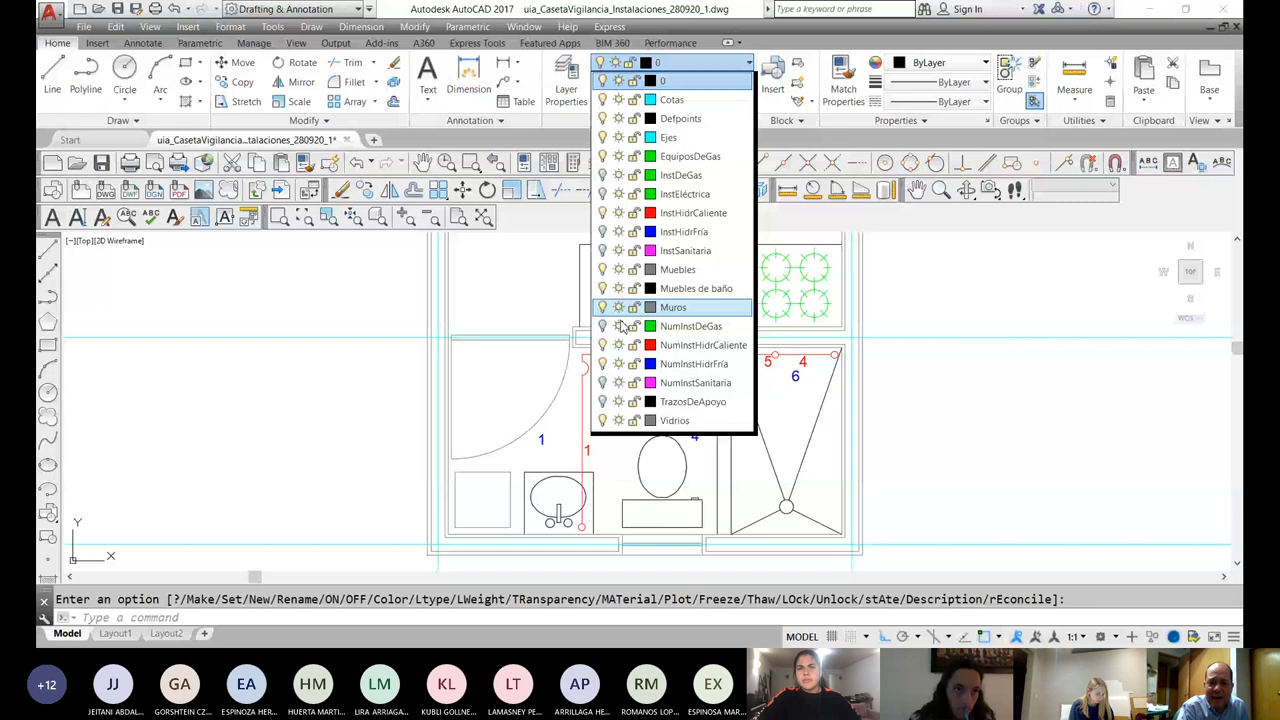 Drafting & Annotation
Autodesk AutoCAD 2017 uia_CasetaVigilancia_Instalaciones_280920_1.dwg
Type a keyword or phrase
Sign In
File Edit View Insert Format Tools Draw Dimension Modify Parametric Window Help Express
Home Insert Annotate Parametric Manage View Output Add-ins A360 Express Tools Featured Apps BIM 360 Performance
Line Polyline Circle Arc
Move Rotate Trim
Copy Mirror Fillet
Stretch Scale Array
Text Dimension Table
Layer Properties
0
Insert
Match Properties
ByLayer
ByLayer
ByLayer
Group
Measure
Paste
Base
Draw Modify Annotation Block Properties Groups Utilities Clipboard View
Start
uia_CasetaVigilancia...talaciones_280920_1*
0
Cotas
Defpoints
Ejes
EquiposDeGas
InstDeGas
InstEléctrica
InstHidrCaliente
InstHidrFría
InstSanitaria
Muebles
Muebles de baño
Muros
NumInstDeGas
NumInstHidrCaliente
NumInstHidrFría
NumInstSanitaria
TrazosDeApoyo
Vidrios
[−][Top][2D Wireframe]
N
W TOP E
S
WCS
5 4
6
1
1
4
Y
X
Enter an option [?/Make/Set/New/Rename/ON/OFF/Color/Ltype/LWeight/TRansparency/MATerial/Plot/Freeze/Thaw/LOck/Unlock/stAte/Description/rEconcile]:
Type a command
Model Layout1 Layout2
MODEL
1:1
+12 JJ GA EA HM LM KL LT AP RM EX
JEITANI ABDAL... GORSHTEIN CZ... ESPINOZA HER... HUERTA MARTI... LIRA ARRIAGA... KUBLI GOLLNE... LAMASNEY PE... ARRILLAGA HE... ROMANOS LOP... ESPINOSA MAR...